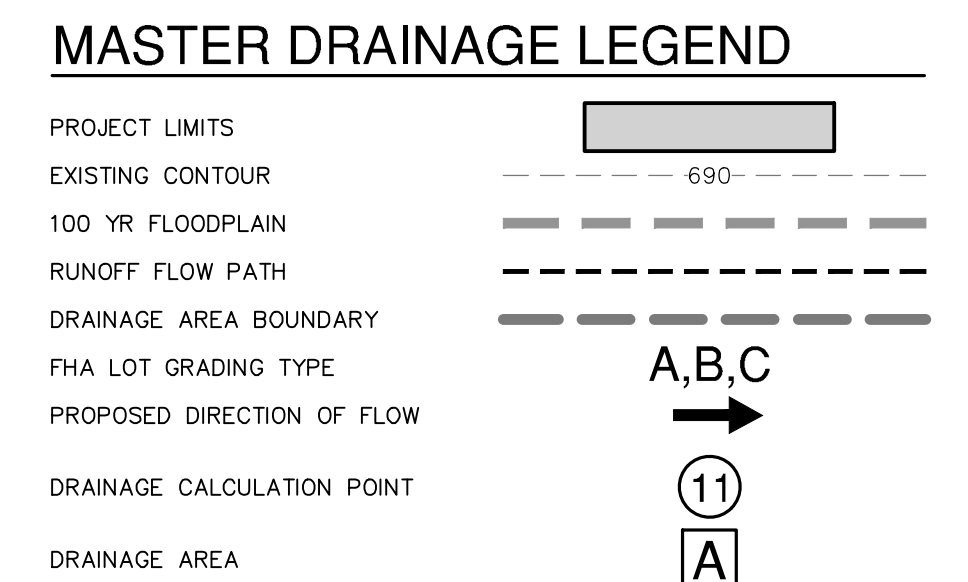 MASTER DRAINAGE LEGEND
PROJECT LIMITS
EXISTING CONTOUR 690
100 YR FLOODPLAIN
RUNOFF FLOW PATH
DRAINAGE AREA BOUNDARY
FHA LOT GRADING TYPE A,B,C
PROPOSED DIRECTION OF FLOW
DRAINAGE CALCULATION POINT 11
DRAINAGE AREA A